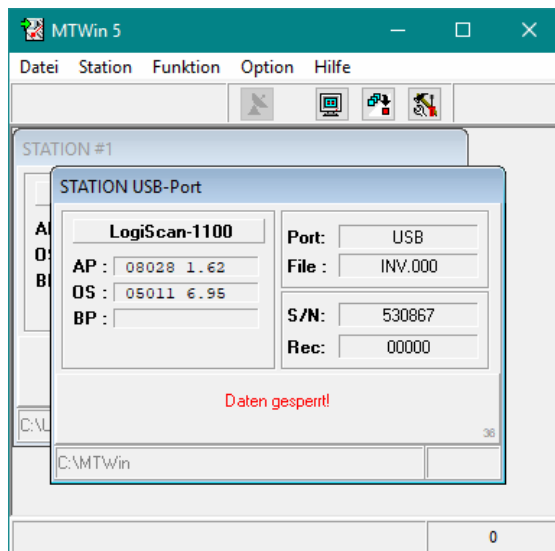 MTWin 5
Datei Station Funktion Option Hilfe
STATION #1
STATION USB-Port
LogiScan-1100
AP : 08028 1.62
OS : 05011 6.95
BP :
Port: USB
File : INV.000
S/N: 530867
Rec: 00000
Daten gesperrt!
36
C:\MTWin
0